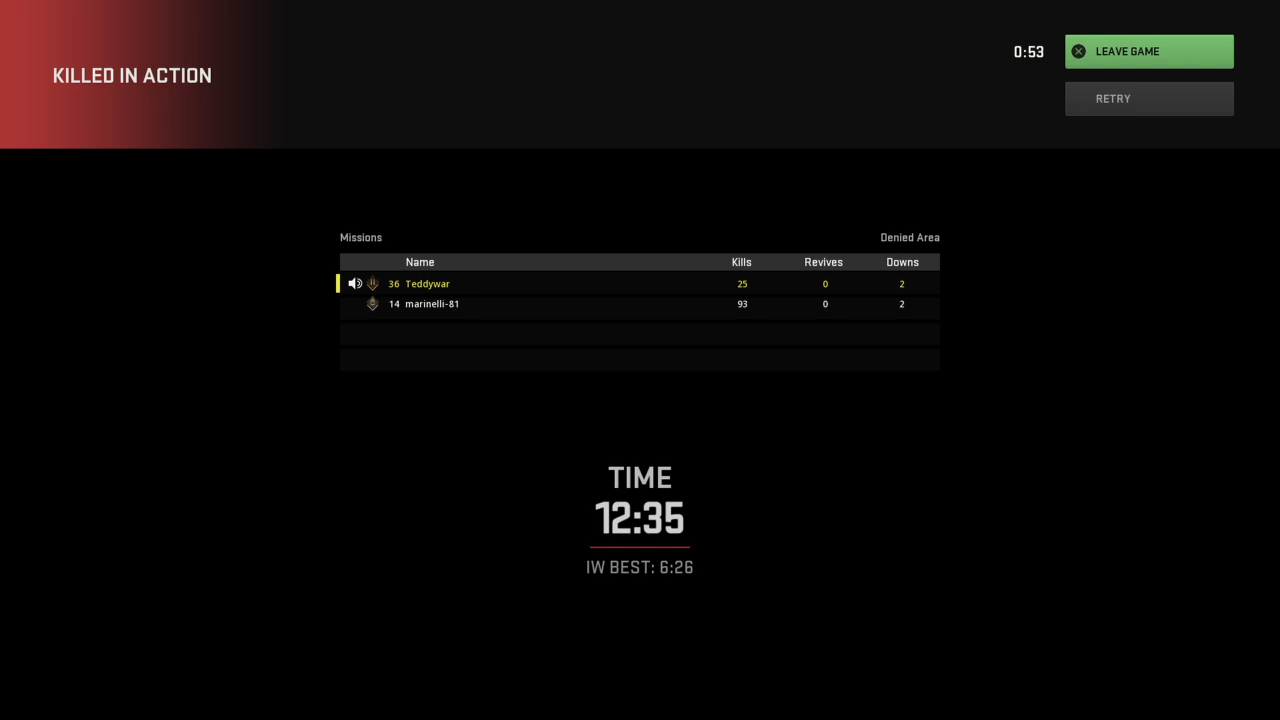 KILLED IN ACTION
0:53
LEAVE GAME
RETRY
Missions Denied Area
Name Kills Revives Downs
36 Teddywar 25 0 2
14 marinelli-81 93 0 2
TIME
12:35
IW BEST: 6:26